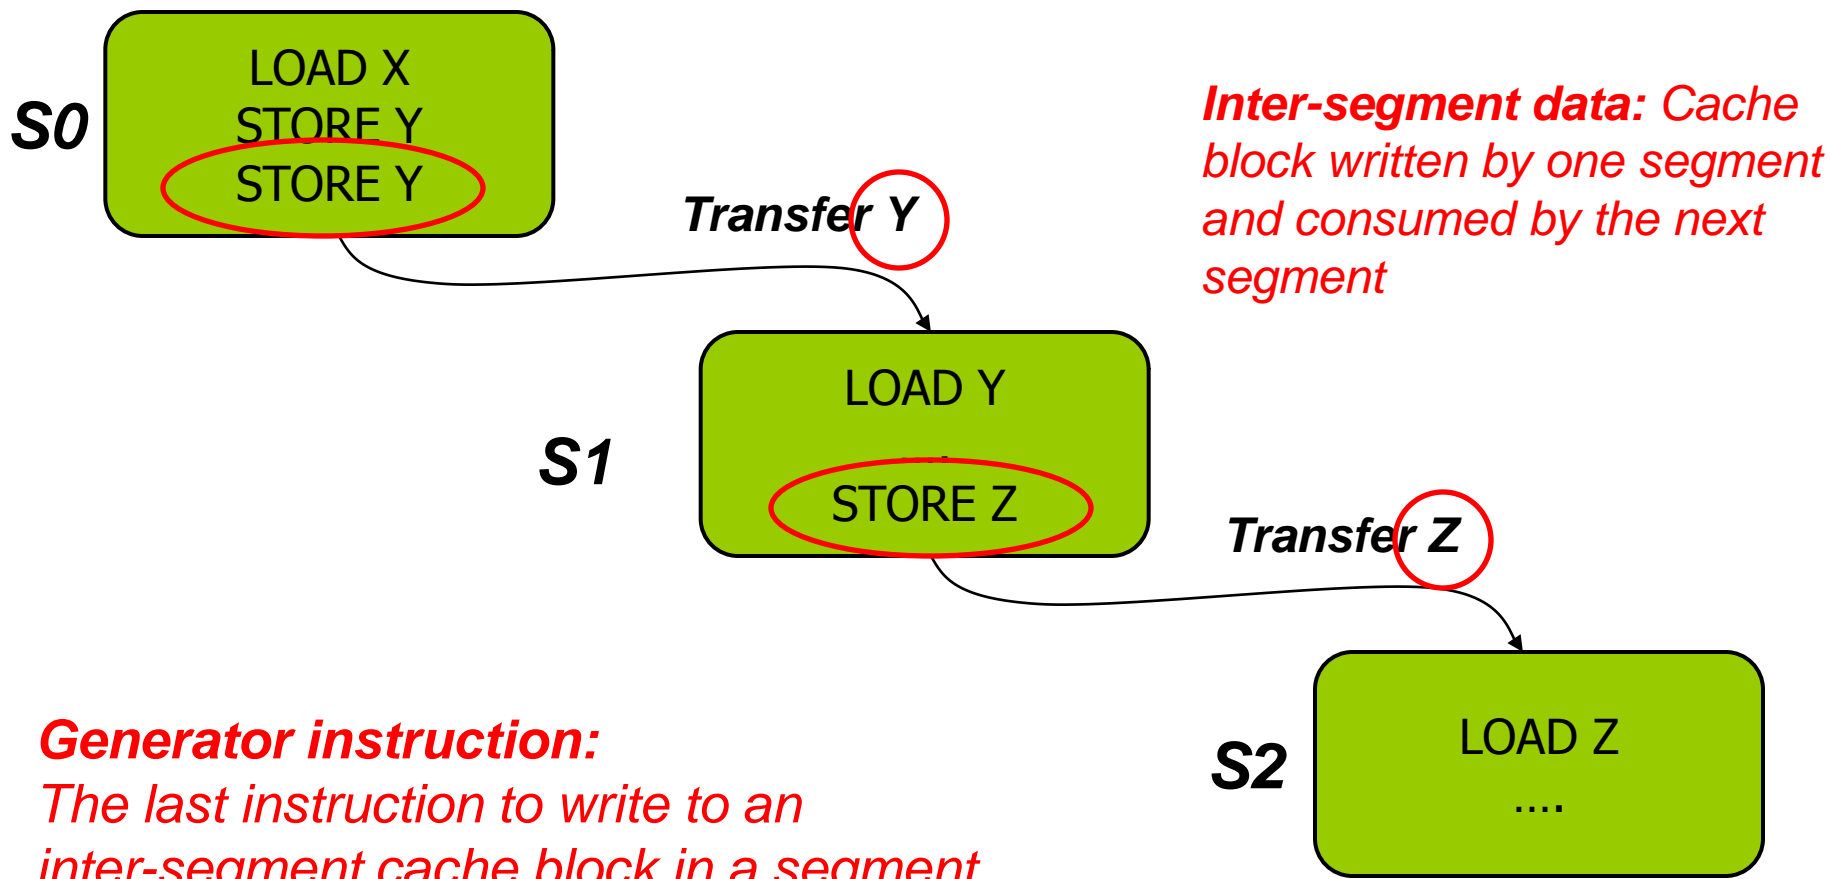 S0
LOAD X
STORE Y
STORE Y
Transfer Y
Inter-segment data: Cache
block written by one segment
and consumed by the next
segment
S1
LOAD Y
....
STORE Z
Transfer Z
S2
LOAD Z
....
Generator instruction:
The last instruction to write to an
inter-segment cache block in a segment